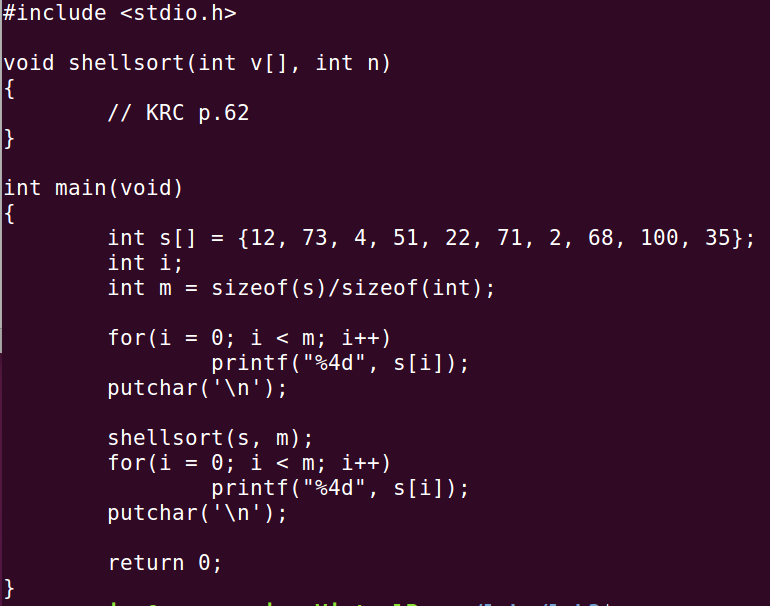 #include <stdio.h>
void shellsort(int v[], int n)
{
// KRC p.62
}
int main(void)
{
int s[] = {12, 73, 4, 51, 22, 71, 2, 68, 100, 35};
int i;
int m = sizeof(s)/sizeof(int);
for(i = 0; i < m; i++)
printf("%4d", s[i]);
putchar('\n');
shellsort(s, m);
for(i = 0; i < m; i++)
printf("%4d", s[i]);
putchar('\n');
return 0;
}